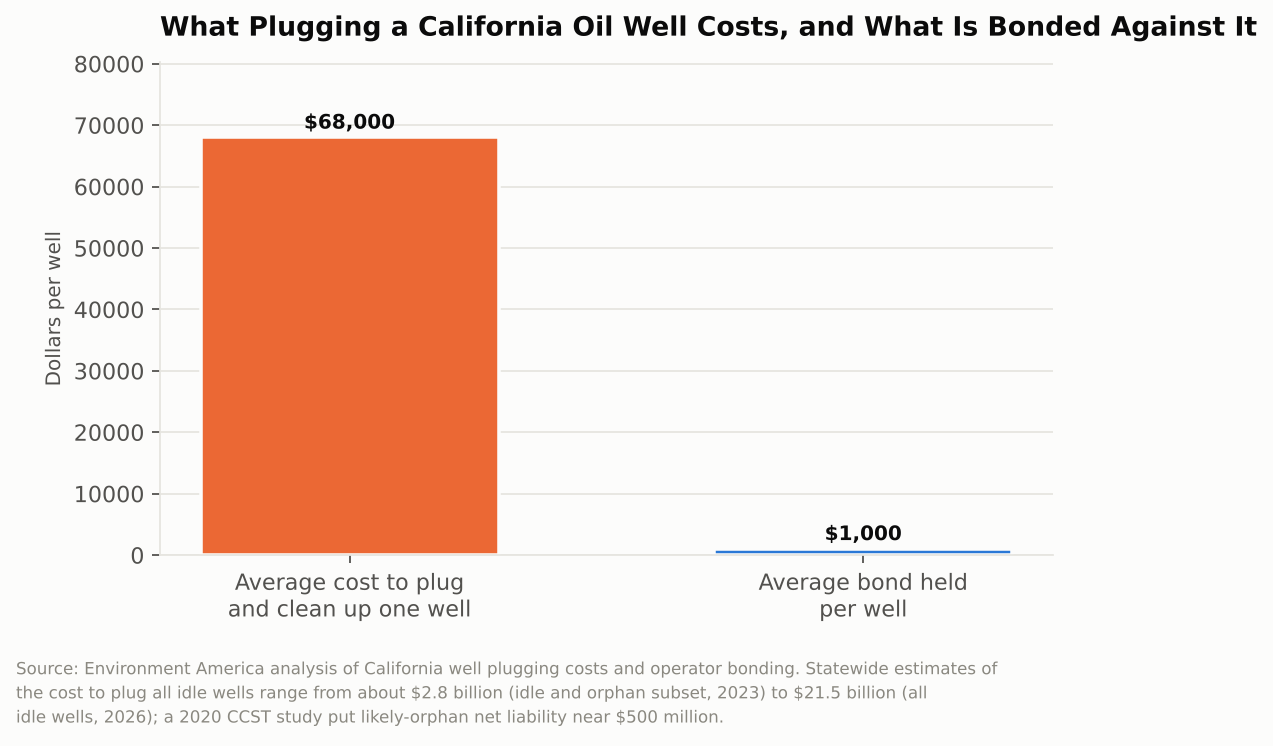 What Plugging a California Oil Well Costs, and What Is Bonded Against It
80000
70000
60000
50000
40000
30000
20000
10000
0
Dollars per well
$68,000
$1,000
Average cost to plug
and clean up one well
Average bond held
per well
Source: Environment America analysis of California well plugging costs and operator bonding. Statewide estimates of
the cost to plug all idle wells range from about $2.8 billion (idle and orphan subset, 2023) to $21.5 billion (all
idle wells, 2026); a 2020 CCST study put likely-orphan net liability near $500 million.